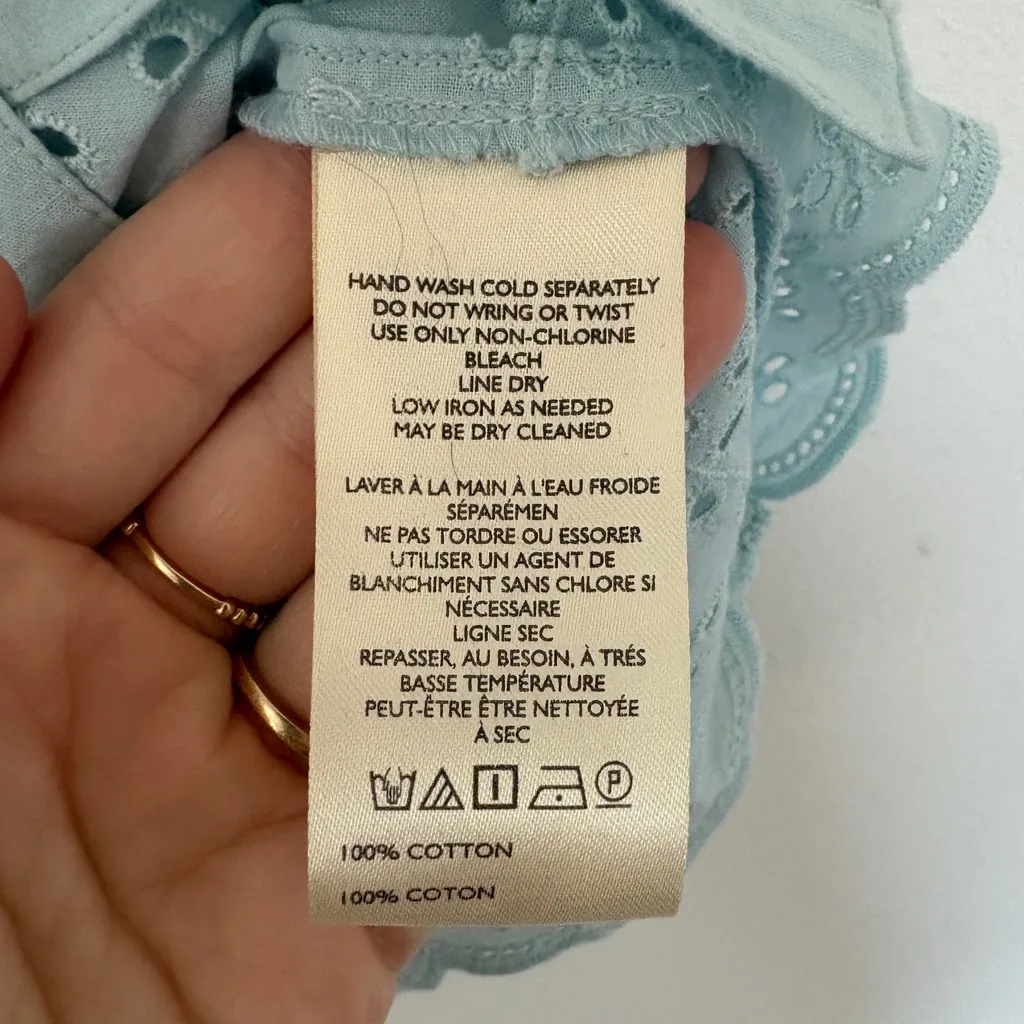 HAND WASH COLD SEPARATELY
DO NOT WRING OR TWIST
USE ONLY NON-CHLORINE
BLEACH
LINE DRY
LOW IRON AS NEEDED
MAY BE DRY CLEANED
LAVER À LA MAIN À L'EAU FROIDE
SÉPARÉMEN
NE PAS TORDRE OU ESSORER
UTILISER UN AGENT DE
BLANCHIMENT SANS CHLORE SI
NÉCESSAIRE
LIGNE SEC
REPASSER, AU BESOIN, À TRÉS
BASSE TEMPÉRATURE
PEUT-ÊTRE ÊTRE NETTOYÉE
À SEC
P
100% COTTON
100% COTON